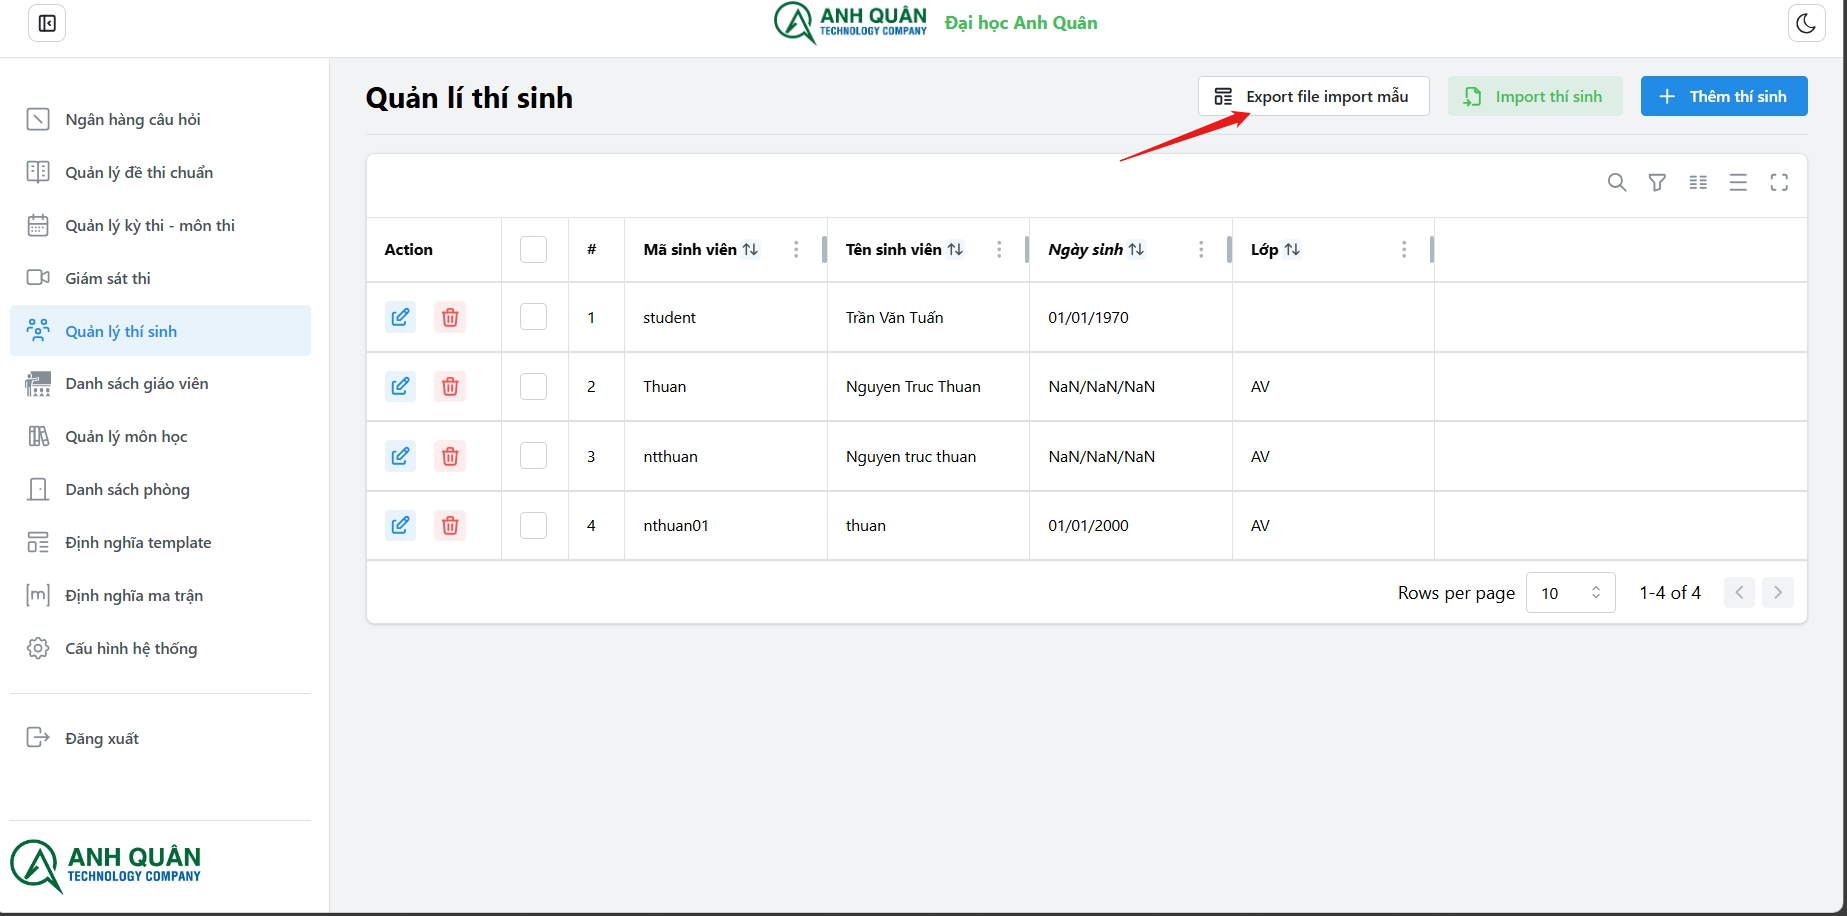 ANH QUÂN
TECHNOLOGY COMPANY
Đại học Anh Quân
Ngân hàng câu hỏi
Quản lý đề thi chuẩn
Quản lý kỳ thi - môn thi
Giám sát thi
Quản lý thí sinh
Danh sách giáo viên
Quản lý môn học
Danh sách phòng
Định nghĩa template
[m] Định nghĩa ma trận
Cấu hình hệ thống
Đăng xuất
ANH QUÂN
TECHNOLOGY COMPANY
Quản lí thí sinh
Export file import mẫu
Import thí sinh
Thêm thí sinh
Action # Mã sinh viên Tên sinh viên Ngày sinh Lớp
1 student Trần Văn Tuấn 01/01/1970
2 Thuan Nguyen Truc Thuan NaN/NaN/NaN AV
3 ntthuan Nguyen truc thuan NaN/NaN/NaN AV
4 nthuan01 thuan 01/01/2000 AV
Rows per page 10 1-4 of 4